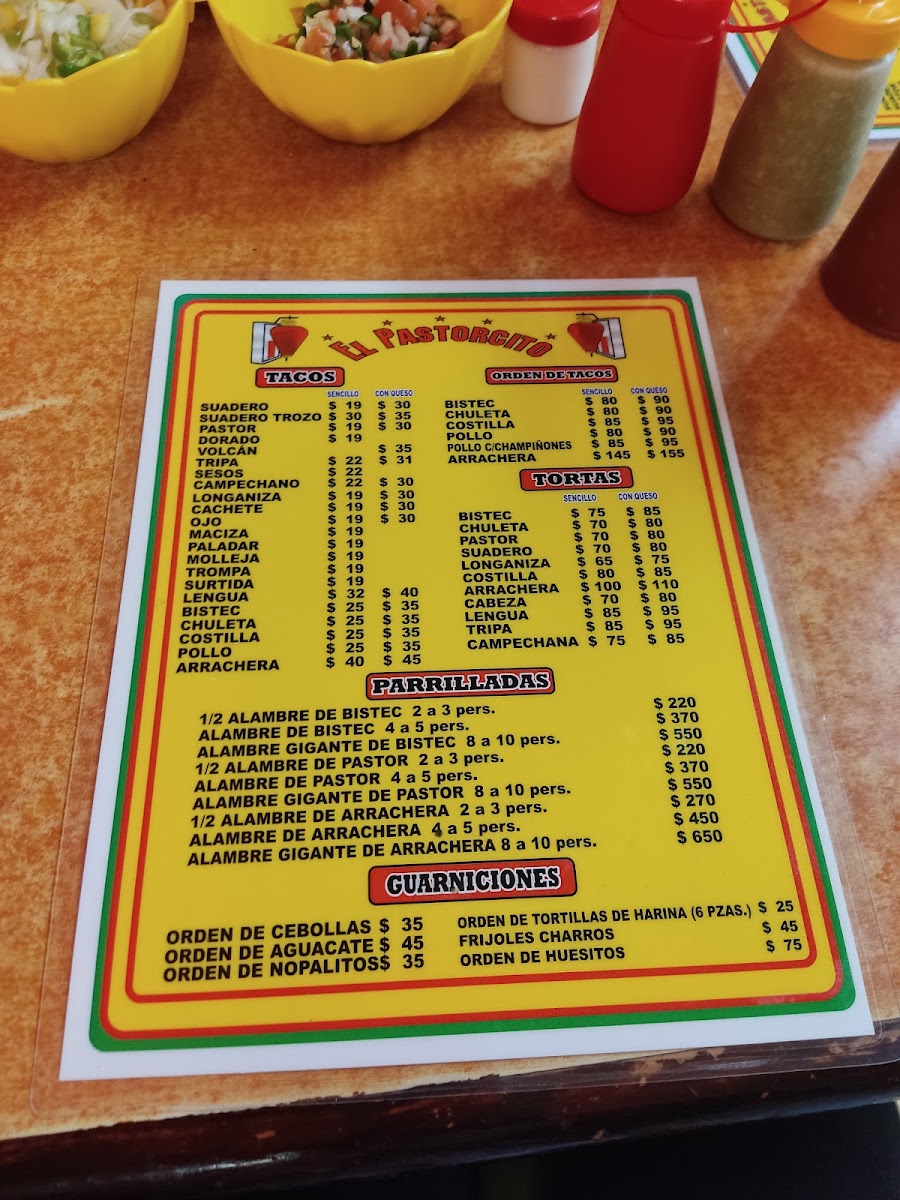 EL PASTORCITO
TACOS
SENCILLO CON QUESO
SUADERO $ 19 $ 30
SUADERO TROZO $ 30 $ 35
PASTOR $ 19 $ 30
DORADO $ 19
VOLCÁN $ 35
TRIPA $ 22 $ 31
SESOS $ 22
CAMPECHANO $ 22 $ 30
LONGANIZA $ 19 $ 30
CACHETE $ 19 $ 30
OJO $ 19 $ 30
MACIZA $ 19
PALADAR $ 19
MOLLEJA $ 19
TROMPA $ 19
SURTIDA $ 19
LENGUA $ 32 $ 40
BISTEC $ 25 $ 35
CHULETA $ 25 $ 35
COSTILLA $ 25 $ 35
POLLO $ 25 $ 35
ARRACHERA $ 40 $ 45
ORDEN DE TACOS
SENCILLO CON QUESO
BISTEC $ 80 $ 90
CHULETA $ 80 $ 90
COSTILLA $ 85 $ 95
POLLO $ 80 $ 90
POLLO C/CHAMPIÑONES $ 85 $ 95
ARRACHERA $ 145 $ 155
TORTAS
SENCILLO CON QUESO
BISTEC $ 75 $ 85
CHULETA $ 70 $ 80
PASTOR $ 70 $ 80
SUADERO $ 70 $ 80
LONGANIZA $ 65 $ 75
COSTILLA $ 80 $ 85
ARRACHERA $ 100 $ 110
CABEZA $ 70 $ 80
LENGUA $ 85 $ 95
TRIPA $ 85 $ 95
CAMPECHANA $ 75 $ 85
PARRILLADAS
1/2 ALAMBRE DE BISTEC 2 a 3 pers. $ 220
ALAMBRE DE BISTEC 4 a 5 pers. $ 370
ALAMBRE GIGANTE DE BISTEC 8 a 10 pers. $ 550
1/2 ALAMBRE DE PASTOR 2 a 3 pers. $ 220
ALAMBRE DE PASTOR 4 a 5 pers. $ 370
ALAMBRE GIGANTE DE PASTOR 8 a 10 pers. $ 550
1/2 ALAMBRE DE ARRACHERA 2 a 3 pers. $ 270
ALAMBRE DE ARRACHERA 4 a 5 pers. $ 450
ALAMBRE GIGANTE DE ARRACHERA 8 a 10 pers. $ 650
GUARNICIONES
ORDEN DE CEBOLLAS $ 35
ORDEN DE AGUACATE $ 45
ORDEN DE NOPALITOS $ 35
ORDEN DE TORTILLAS DE HARINA (6 PZAS.) $ 25
FRIJOLES CHARROS $ 45
ORDEN DE HUESITOS $ 75